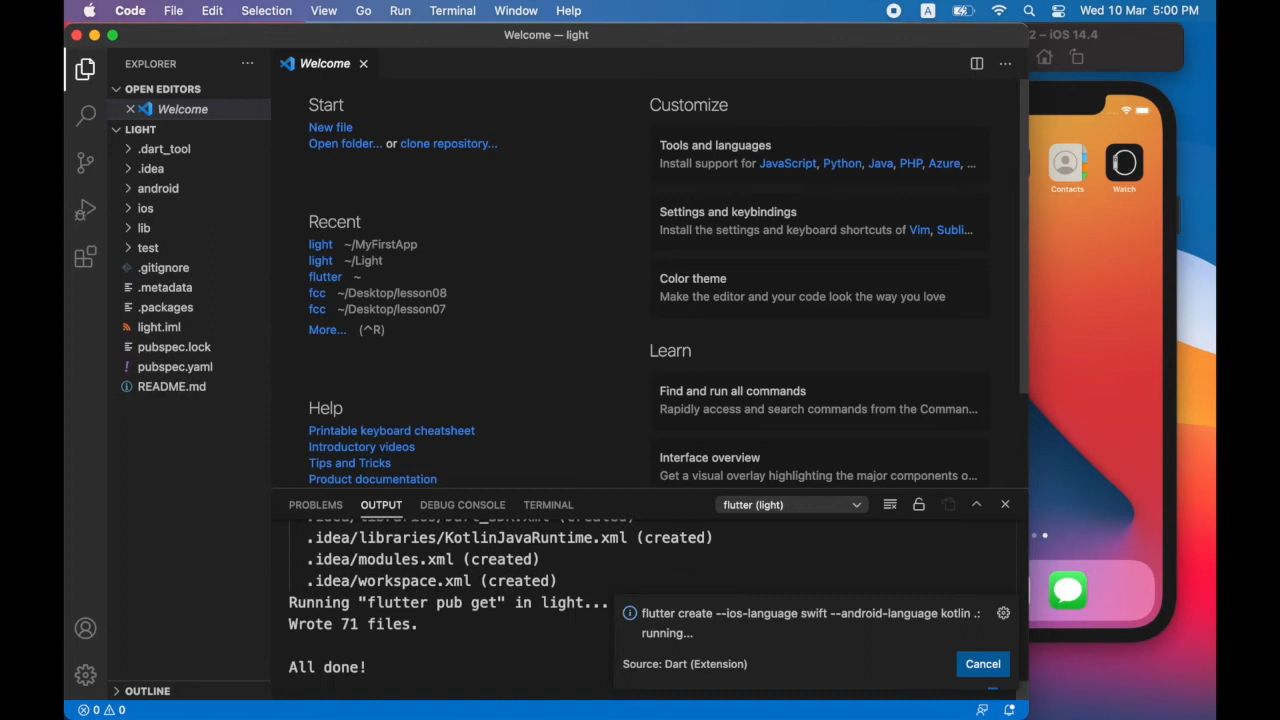 Code File Edit Selection View Go Run Terminal Window Help
A
Wed 10 Mar 5:00 PM
Welcome — light
2 – iOS 14.4
EXPLORER
OPEN EDITORS
Welcome
LIGHT
.dart_tool
.idea
android
ios
lib
test
.gitignore
.metadata
.packages
light.iml
pubspec.lock
pubspec.yaml
README.md
OUTLINE
Welcome
Start
New file
Open folder... or clone repository...
Recent
light ~/MyFirstApp
light ~/Light
flutter ~
fcc ~/Desktop/lesson08
fcc ~/Desktop/lesson07
More... (^R)
Help
Printable keyboard cheatsheet
Introductory videos
Tips and Tricks
Product documentation
Customize
Tools and languages
Install support for JavaScript, Python, Java, PHP, Azure, ...
Settings and keybindings
Install the settings and keyboard shortcuts of Vim, Subli...
Color theme
Make the editor and your code look the way you love
Learn
Find and run all commands
Rapidly access and search commands from the Comman...
Interface overview
Get a visual overview highlighting the major components o...
PROBLEMS OUTPUT DEBUG CONSOLE TERMINAL
flutter (light)
.idea/libraries/Dart_SDK.xml (created)
.idea/libraries/KotlinJavaRuntime.xml (created)
.idea/modules.xml (created)
.idea/workspace.xml (created)
Running "flutter pub get" in light...
Wrote 71 files.
All done!
flutter create --ios-language swift --android-language kotlin .:
running...
Source: Dart (Extension)
Cancel
0 0
Contacts
Watch